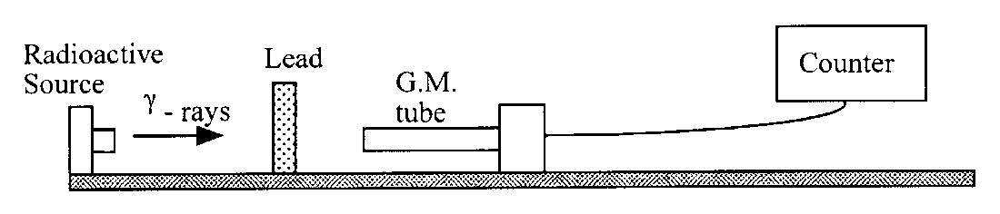 Radioactive
Source
γ - rays
Lead
G.M.
tube
Counter